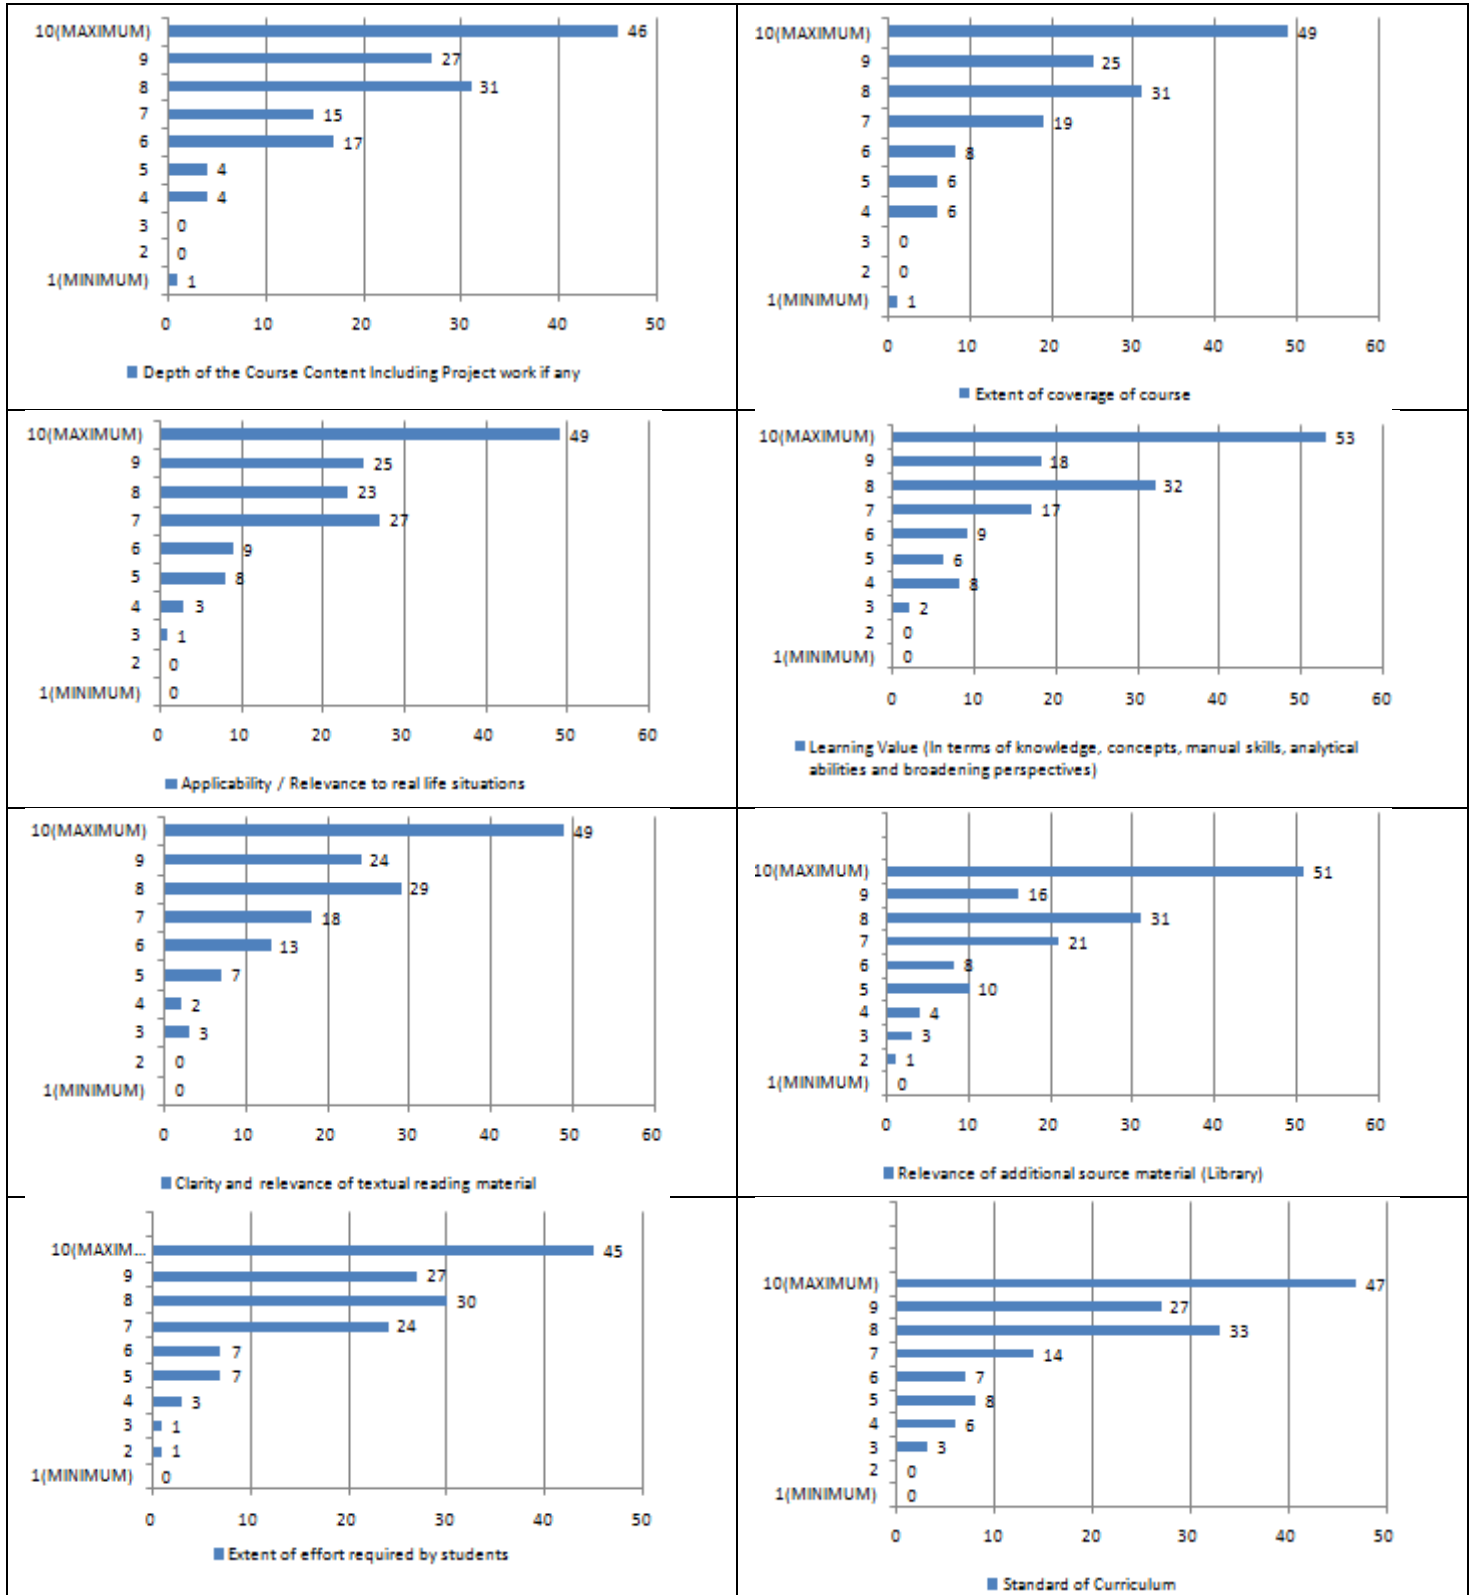 10(MAXIMUM) 46
9 27
8 31
7 15
6 17
5 4
4 4
3 0
2 0
1(MINIMUM) 1
0 10 20 30 40 50
Depth of the Course Content Including Project work if any
10(MAXIMUM) 49
9 25
8 31
7 19
6 8
5 6
4 6
3 0
2 0
1(MINIMUM) 1
0 10 20 30 40 50 60
Extent of coverage of course
10(MAXIMUM) 49
9 25
8 23
7 27
6 9
5 8
4 3
3 1
2 0
1(MINIMUM) 0
0 10 20 30 40 50 60
Applicability / Relevance to real life situations
10(MAXIMUM) 53
9 18
8 32
7 17
6 9
5 6
4 8
3 2
2 0
1(MINIMUM) 0
0 10 20 30 40 50 60
Learning Value (In terms of knowledge, concepts, manual skills, analytical
abilities and broadening perspectives)
10(MAXIMUM) 49
9 24
8 29
7 18
6 13
5 7
4 2
3 3
2 0
1(MINIMUM) 0
0 10 20 30 40 50 60
Clarity and relevance of textual reading material
10(MAXIMUM) 51
9 16
8 31
7 21
6 8
5 10
4 4
3 3
2 1
1(MINIMUM) 0
0 10 20 30 40 50 60
Relevance of additional source material (Library)
10(MAXIM... 45
9 27
8 30
7 24
6 7
5 7
4 3
3 1
2 1
1(MINIMUM) 0
0 10 20 30 40 50
Extent of effort required by students
10(MAXIMUM) 47
9 27
8 33
7 14
6 7
5 8
4 6
3 3
2 0
1(MINIMUM) 0
0 10 20 30 40 50
Standard of Curriculum